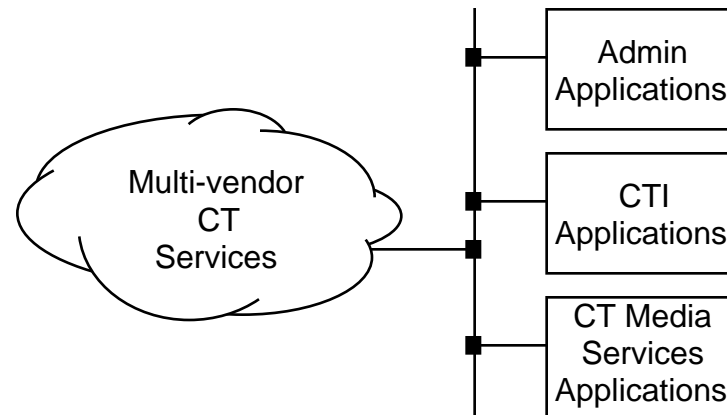 Multi-vendor
CT
Services
Admin
Applications
CTI
Applications
CT Media
Services
Applications